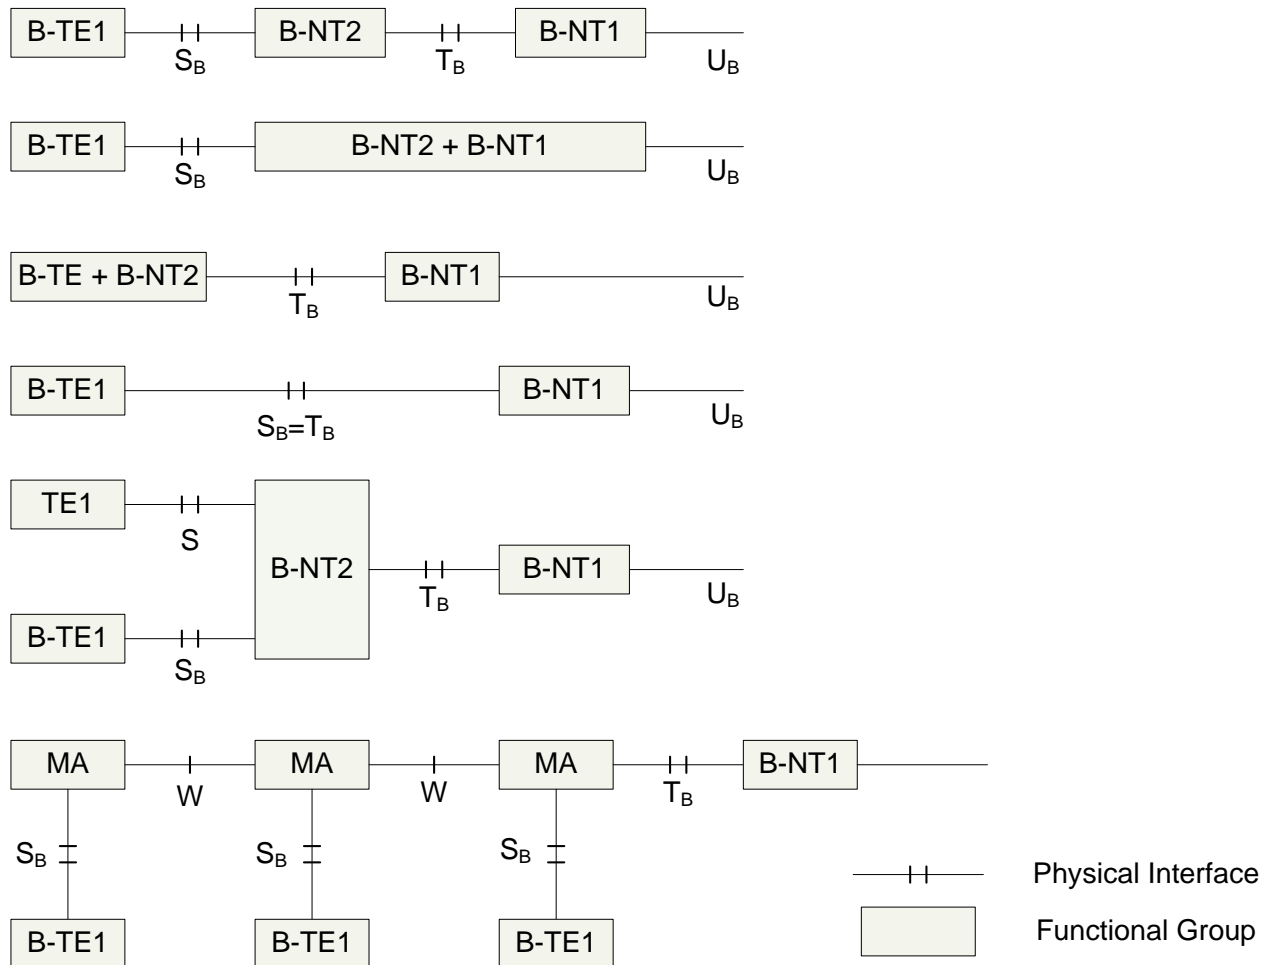 B-TE1 B-NT2 B-NT1
SB TB UB
B-TE1 B-NT2 + B-NT1
SB UB
B-TE + B-NT2 B-NT1
TB UB
B-TE1 B-NT1
SB=TB UB
TE1
S
B-NT2 B-NT1
TB UB
B-TE1
SB
MA MA MA B-NT1
W W TB
SB SB SB
Physical Interface
B-TE1 B-TE1 B-TE1 Functional Group